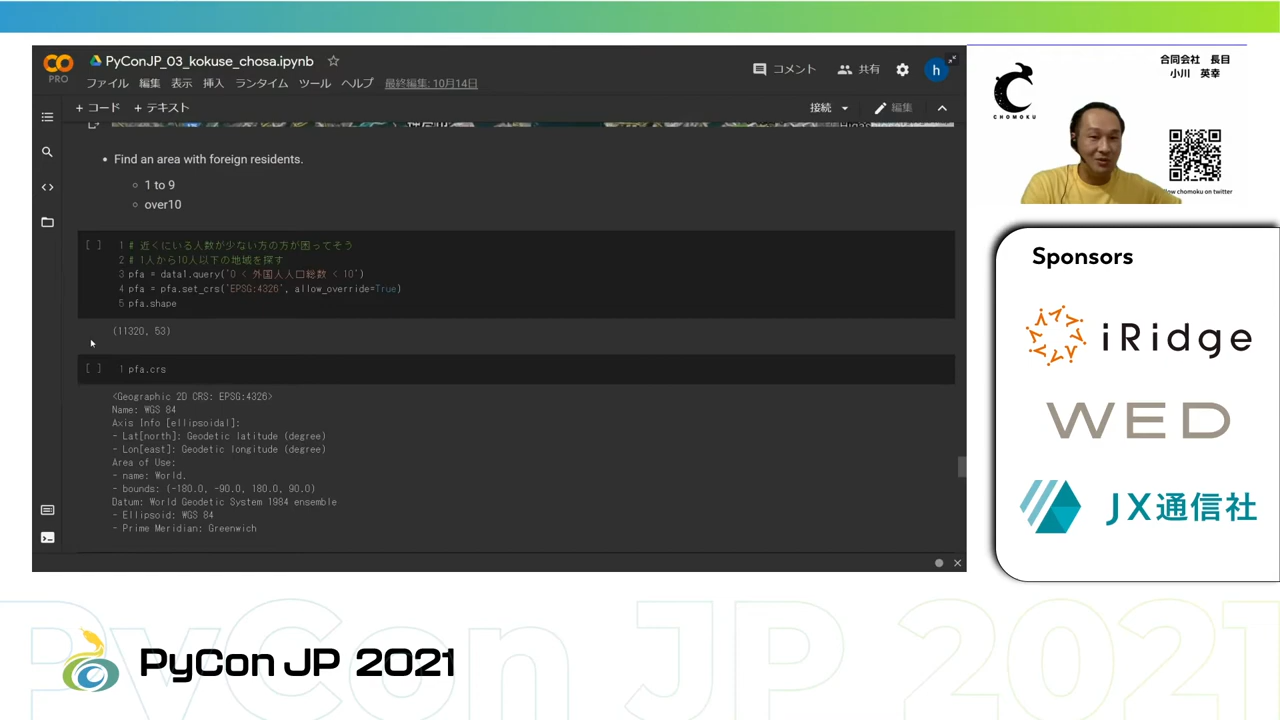 PyConJP_03_kokuse_chosa.ipynb
PRO
ファイル 編集 表示 挿入 ランタイム ツール ヘルプ 最終編集: 10月14日
コメント 共有 h
+ コード + テキスト
接続 編集
• Find an area with foreign residents.
○ 1 to 9
○ over10
[ ] 1 # 近くにいる人数が少ない方の方が困ってそう
2 # 1人から10人以下の地域を探す
3 pfa = data1.query('0 < 外国人人口総数 < 10')
4 pfa = pfa.set_crs('EPSG:4326', allow_override=True)
5 pfa.shape
(11320, 53)
[ ] 1 pfa.crs
<Geographic 2D CRS: EPSG:4326>
Name: WGS 84
Axis Info [ellipsoidal]:
- Lat[north]: Geodetic latitude (degree)
- Lon[east]: Geodetic longitude (degree)
Area of Use:
- name: World.
- bounds: (-180.0, -90.0, 180.0, 90.0)
Datum: World Geodetic System 1984 ensemble
- Ellipsoid: WGS 84
- Prime Meridian: Greenwich
合同会社 長目
小川 英幸
CHOMOKU
low chomoku on twitter
Sponsors
iRidge
WED
JX通信社
PyCon JP 2021
PyCon JP 2021